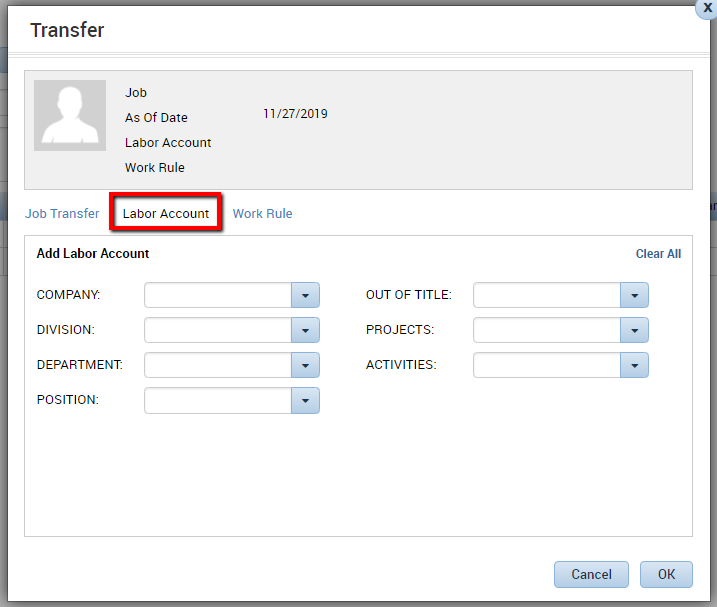 X
Transfer
Job
As Of Date 11/27/2019
Labor Account
Work Rule
Job Transfer Labor Account Work Rule
Add Labor Account Clear All
COMPANY: OUT OF TITLE:
DIVISION: PROJECTS:
DEPARTMENT: ACTIVITIES:
POSITION:
Cancel OK